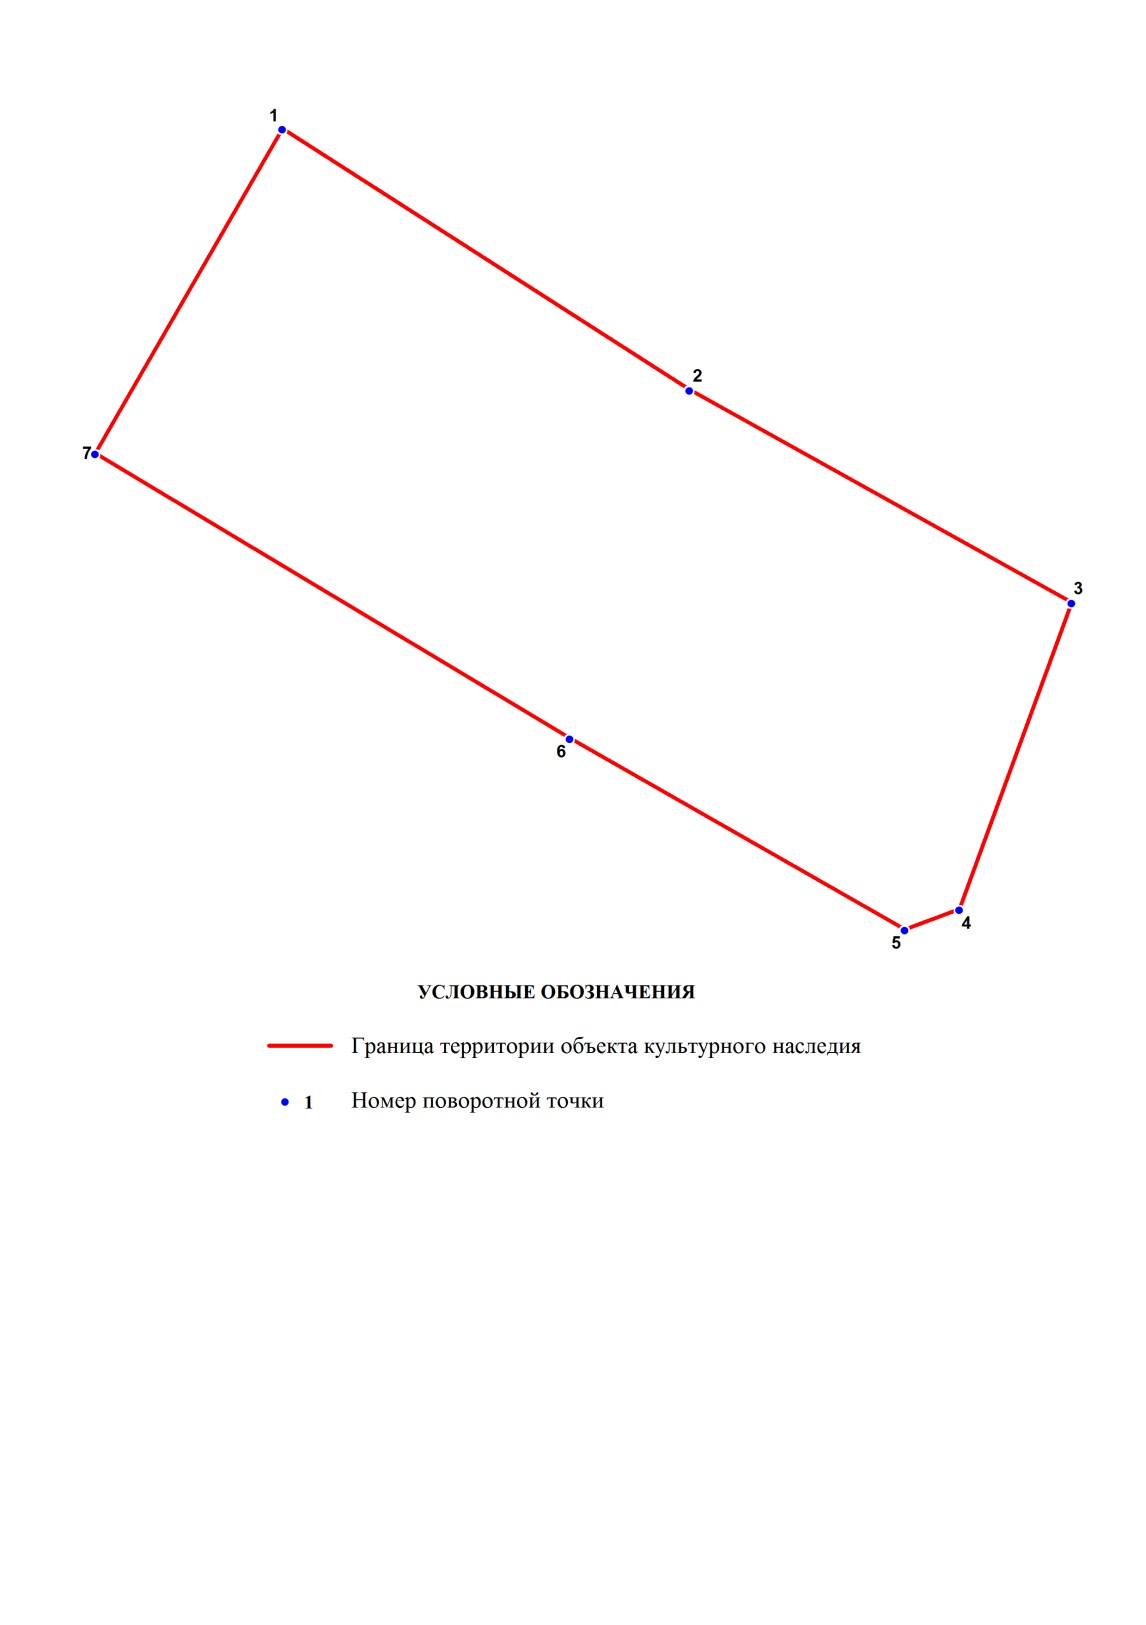 1
2
3
7
6
4
5
УСЛОВНЫЕ ОБОЗНАЧЕНИЯ
Граница территории объекта культурного наследия
1 Номер поворотной точки